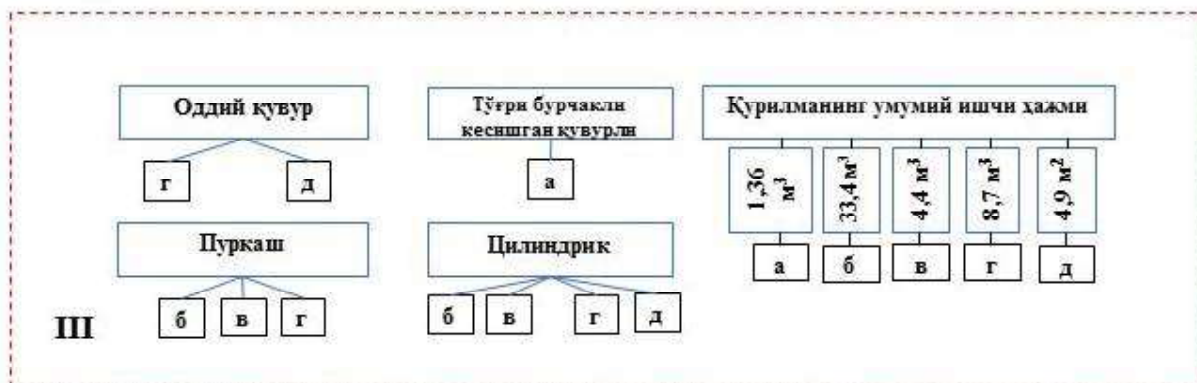 Оддий қувур
г д
Тўғри бурчакли
кесишган қувурли
а
Қурилманинг умумий ишчи ҳажми
1,36 м³
33,4 м³
4,4 м³
8,7 м³
4,9 м²
а б в г д
Пуркаш
б в г
Цилиндрик
б в г д
III